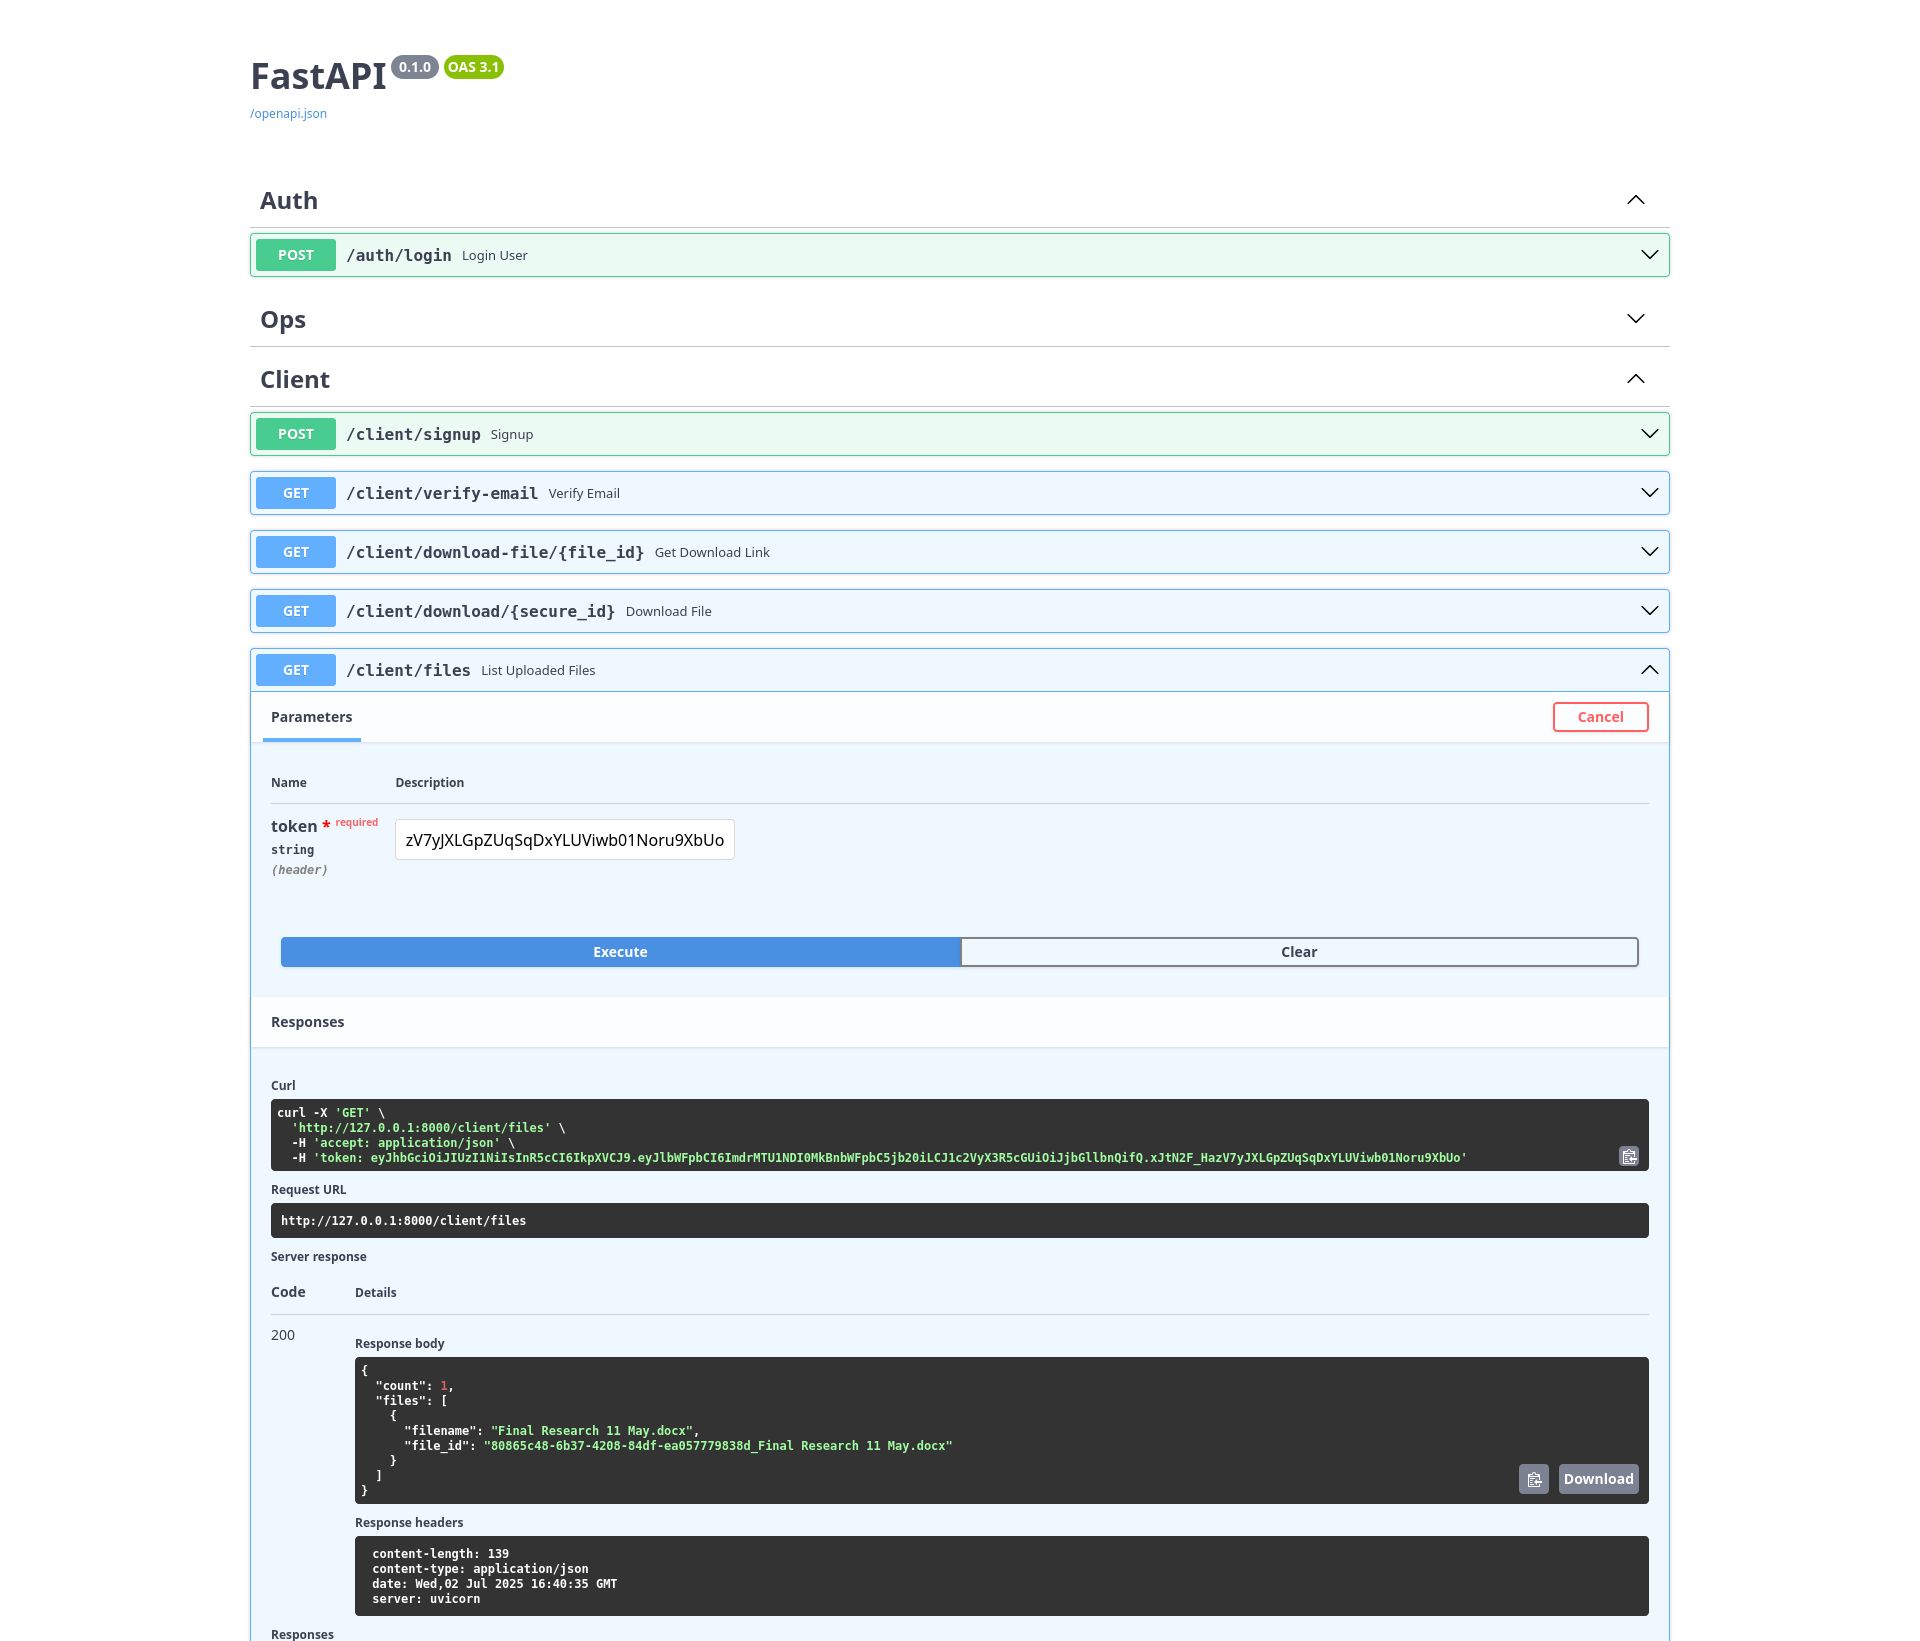 FastAPI 0.1.0 OAS 3.1
/openapi.json
Auth
POST /auth/login Login User
Ops
Client
POST /client/signup Signup
GET /client/verify-email Verify Email
GET /client/download-file/{file_id} Get Download Link
GET /client/download/{secure_id} Download File
GET /client/files List Uploaded Files
Parameters Cancel
Name Description
token * required
string
(header)
zV7yJXLGpZUqSqDxYLUViwb01Noru9XbUo
Execute Clear
Responses
Curl
curl -X 'GET' \
  'http://127.0.0.1:8000/client/files' \
  -H 'accept: application/json' \
  -H 'token: eyJhbGciOiJIUzI1NiIsInR5cCI6IkpXVCJ9.eyJlbWFpbCI6ImdrMTU1NDI0MkBnbWFpbC5jb20iLCJ1c2VyX3R5cGUiOiJjbGllbnQifQ.xJtN2F_HazV7yJXLGpZUqSqDxYLUViwb01Noru9XbUo'
Request URL
http://127.0.0.1:8000/client/files
Server response
Code Details
200
Response body
{
  "count": 1,
  "files": [
    {
      "filename": "Final Research 11 May.docx",
      "file_id": "80865c48-6b37-4208-84df-ea057779838d_Final Research 11 May.docx"
    }
  ]
}
Download
Response headers
content-length: 139
content-type: application/json
date: Wed,02 Jul 2025 16:40:35 GMT
server: uvicorn
Responses